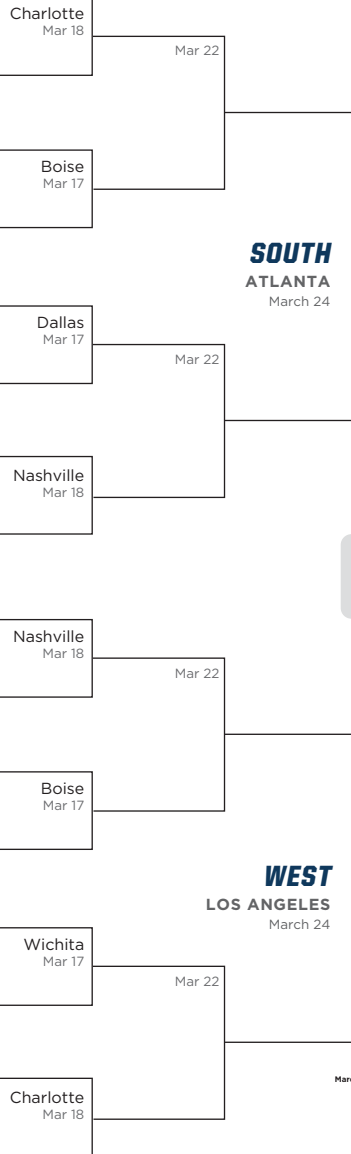 Charlotte
Mar 18
Mar 22
Boise
Mar 17
SOUTH
ATLANTA
March 24
Dallas
Mar 17
Mar 22
Nashville
Mar 18
Nashville
Mar 18
Mar 22
Boise
Mar 17
WEST
LOS ANGELES
March 24
Wichita
Mar 17
Mar 22
Charlotte
Mar 18